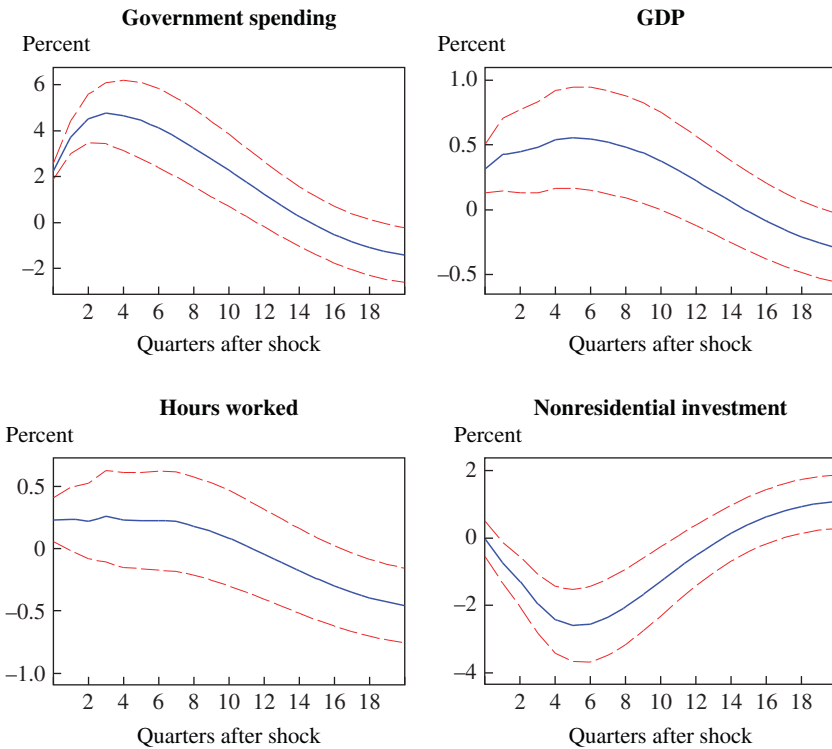 Government spending
Percent
6
4
2
0
−2
2 4 6 8 10 12 14 16 18
Quarters after shock
GDP
1.0
0.5
0
−0.5
2 4 6 8 10 12 14 16 18
Quarters after shock
Hours worked
Percent
0.5
0
−0.5
−1.0
2 4 6 8 10 12 14 16 18
Quarters after shock
Nonresidential investment
Percent
2
0
−2
−4
2 4 6 8 10 12 14 16 18
Quarters after shock